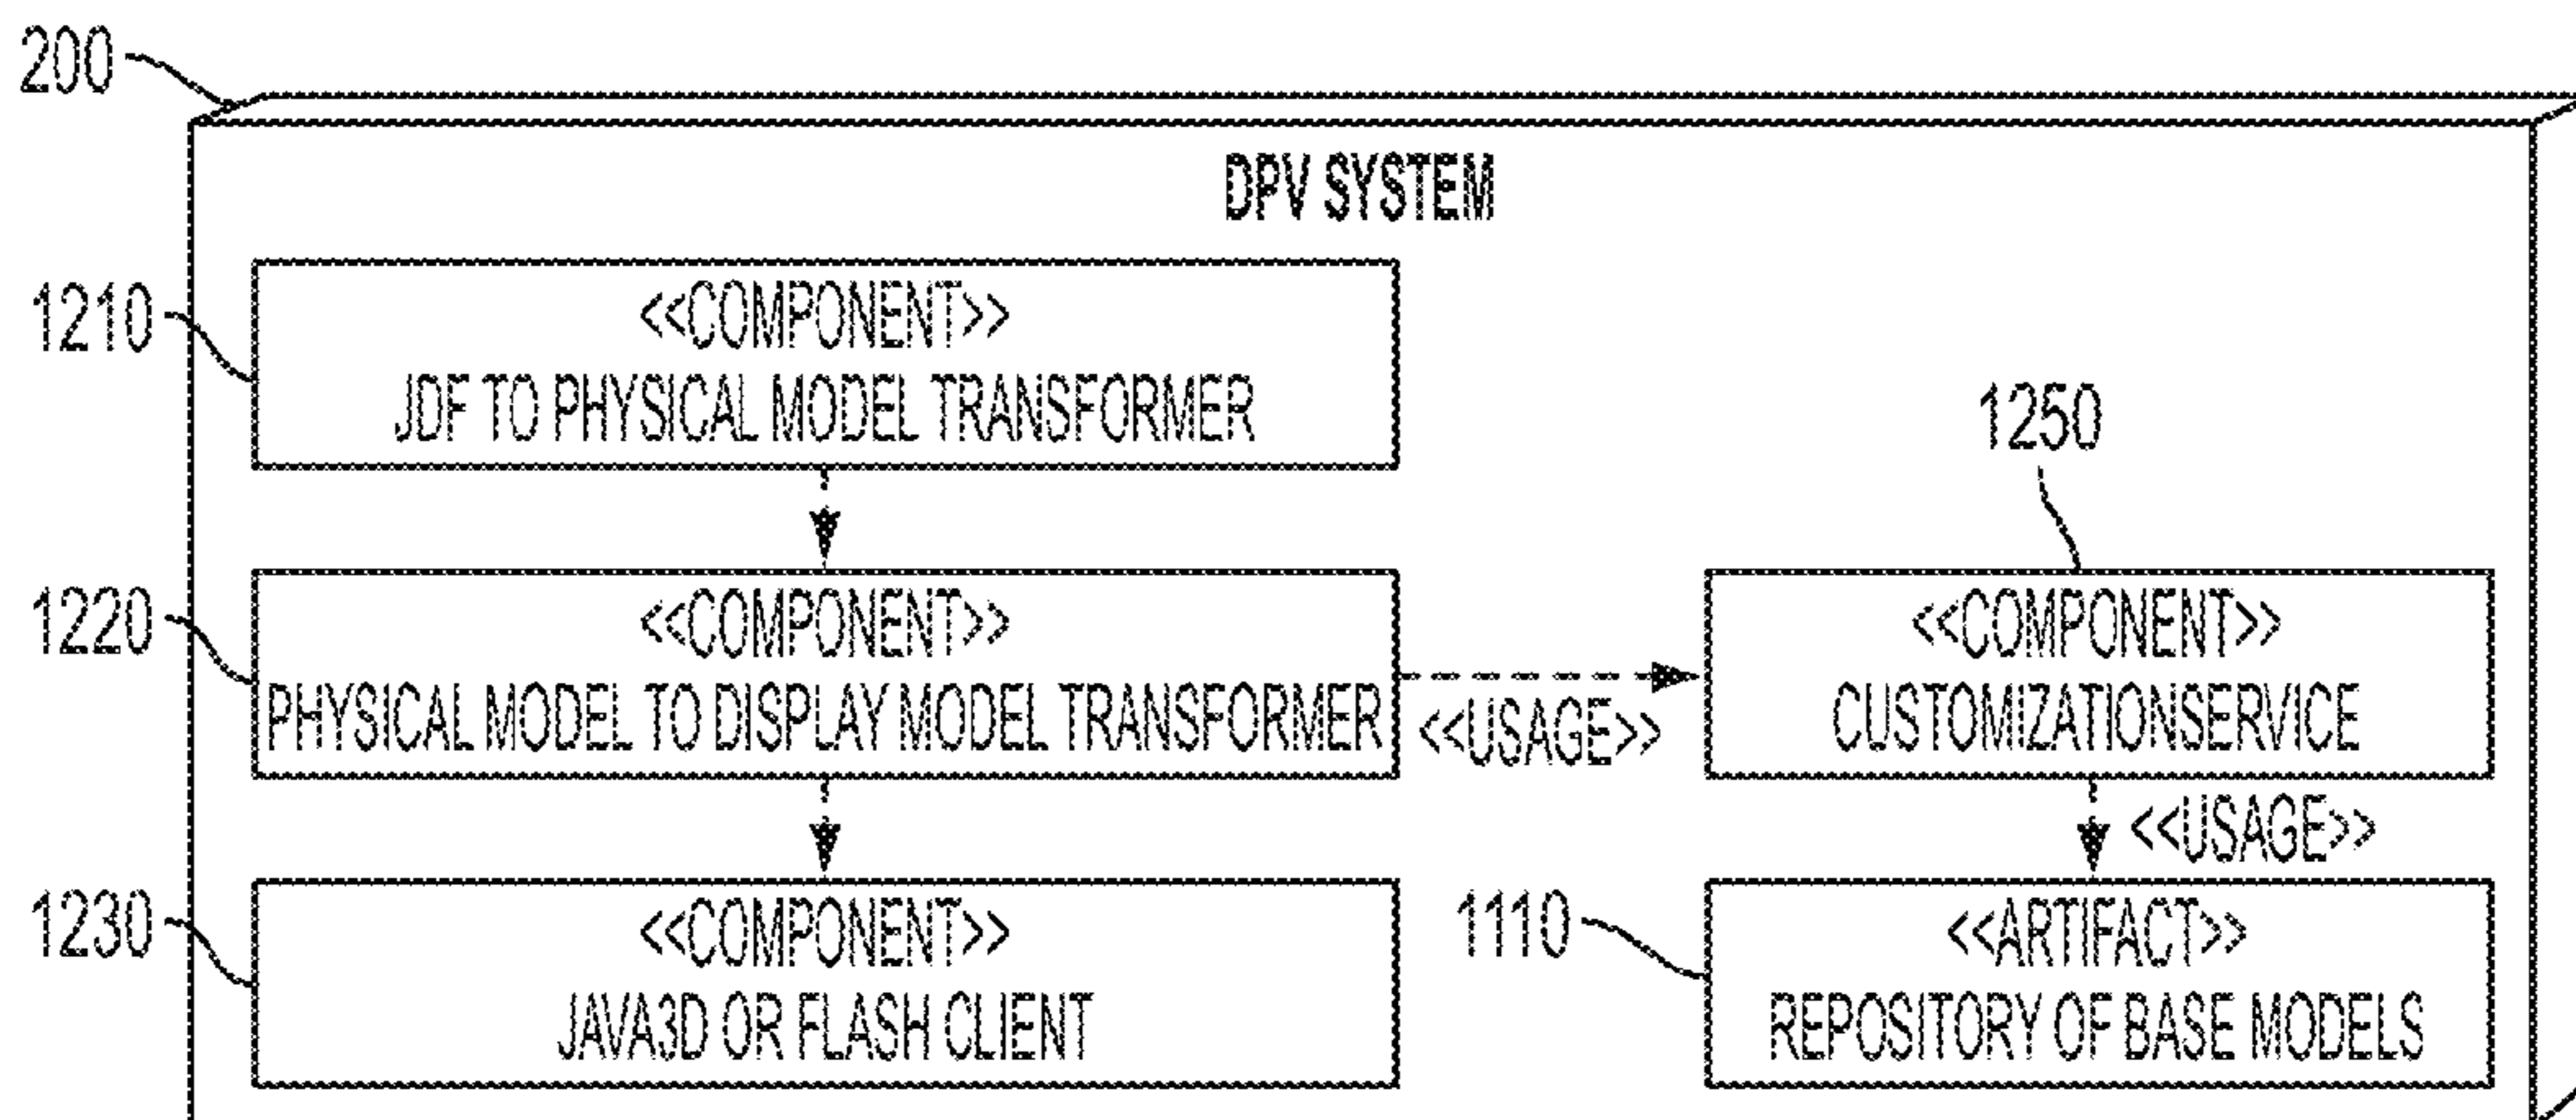 200
DPV SYSTEM
1210
<<COMPONENT>>
JDF TO PHYSICAL MODEL TRANSFORMER
1250
1220
<<COMPONENT>>
PHYSICAL MODEL TO DISPLAY MODEL TRANSFORMER
<<USAGE>>
<<COMPONENT>>
CUSTOMIZATIONSERVICE
<<USAGE>>
1230
<<COMPONENT>>
JAVA3D OR FLASH CLIENT
1110
<<ARTIFACT>>
REPOSITORY OF BASE MODELS